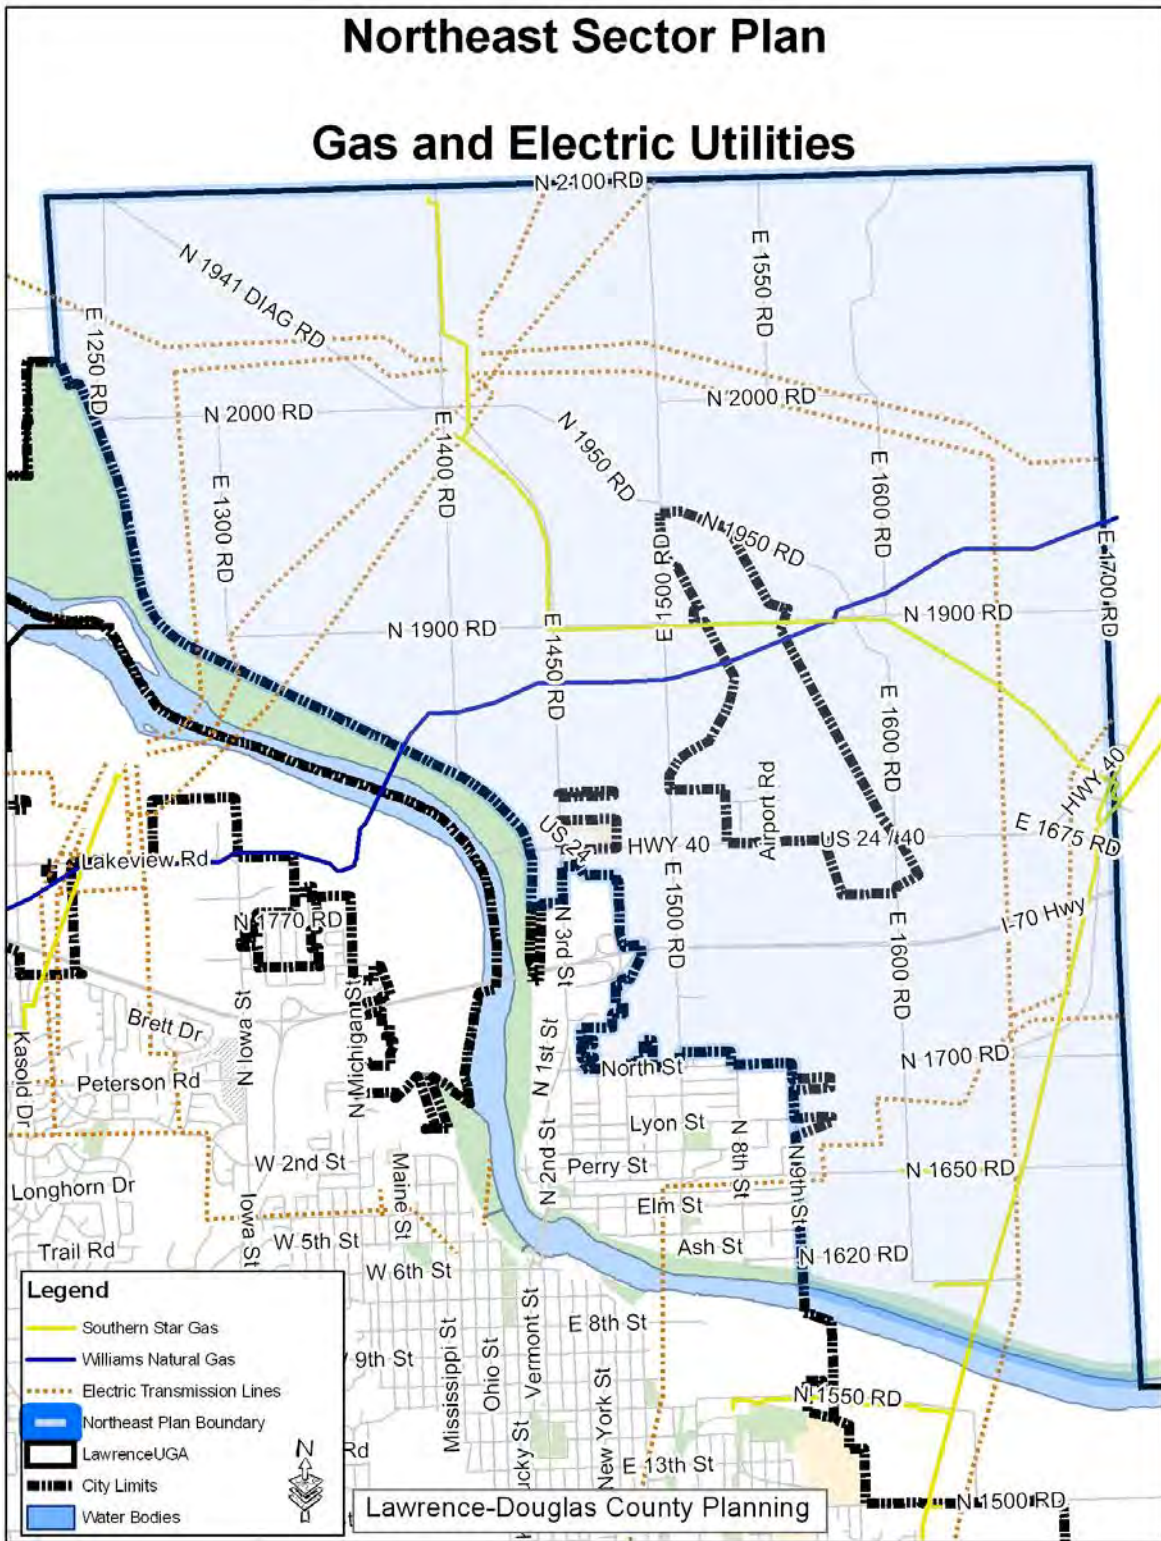 Northeast Sector Plan
Gas and Electric Utilities
N 2100 RD
N 1941 DIAG RD
E 1550 RD
E 1250 RD
N 2000 RD
N 2000 RD
E 1400 RD
N 1950 RD
E 1600 RD
E 1300 RD
N 1950 RD
E 1500 RD
E 1700 RD
N 1900 RD
N 1900 RD
E 1450 RD
E 1600 RD
HWY 40
Airport Rd
US 24
HWY 40
US 24 / 40
E 1675 RD
Lakeview Rd
N 1770 RD
N 3rd St
E 1500 RD
I-70 Hwy
E 1600 RD
Brett Dr
N Iowa St
N Michigan St
Kasold Dr
Peterson Rd
N 1st St
North St
N 1700 RD
Lyon St
N 8th St
W 2nd St
Maine St
N 2nd St
Perry St
N 9th St
N 1650 RD
Longhorn Dr
Iowa St
Elm St
Trail Rd
W 5th St
Ash St
N 1620 RD
W 6th St
Legend
Southern Star Gas
Williams Natural Gas
Electric Transmission Lines
Northeast Plan Boundary
LawrenceUGA
City Limits
Water Bodies
N
E 8th St
9th St
Mississippi St
Ohio St
Vermont St
New York St
ucky St
N 1550 RD
Rd
E 13th St
N 1500 RD
Lawrence-Douglas County Planning